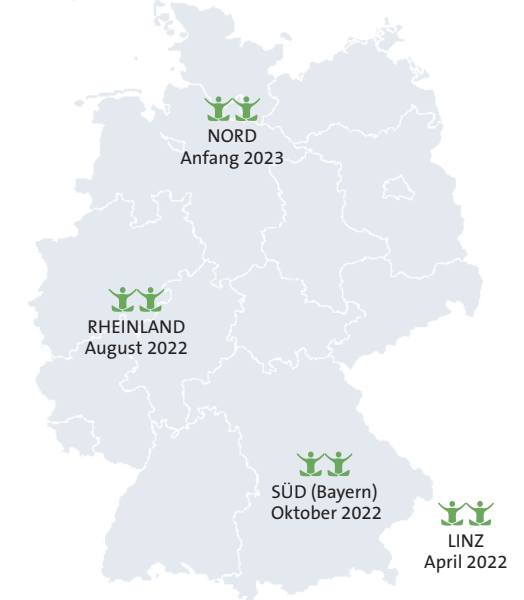 NORD
Anfang 2023
RHEINLAND
August 2022
SÜD (Bayern)
Oktober 2022
LINZ
April 2022